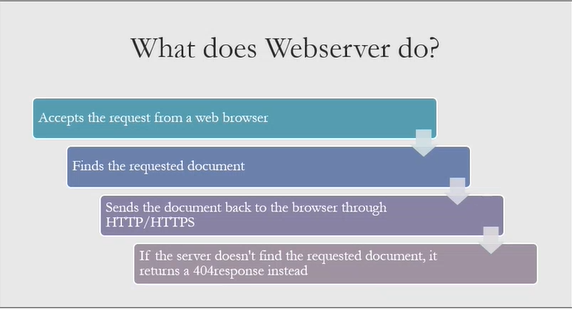 What does Webserver do?
Accepts the request from a web browser
Finds the requested document
Sends the document back to the browser through
HTTP/HTTPS
If the server doesn't find the requested document, it
returns a 404response instead